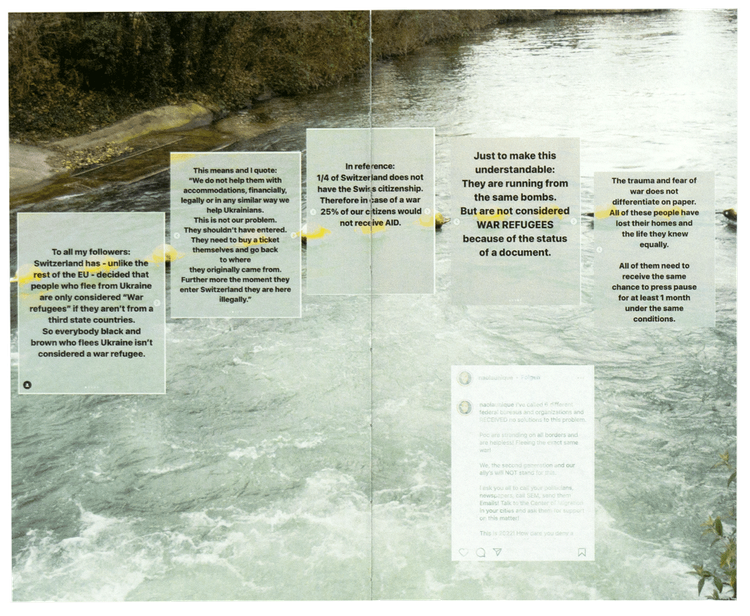 To all my followers:
Switzerland has - unlike the
rest of the EU - decided that
people who flee from Ukraine
are only considered “War
refugees” if they aren’t from a
third state countries.
So everybody black and
brown who flees Ukraine isn’t
considered a war refugee.
This means and I quote:
"We do not help them with
accommodations, financially,
legally or in any similar way we
help Ukrainians.
This is not our problem.
They shouldn’t have entered.
They need to buy a ticket
themselves and go back
to where
they originally came from.
Further more the moment they
enter Switzerland they are here
illegally."
In reference:
1/4 of Switzerland does not
have the Swiss citizenship.
Therefore in case of a war
25% of our citizens would
not receive AID.
Just to make this
understandable:
They are running from
the same bombs.
But are not considered
WAR REFUGEES
because of the status
of a document.
The trauma and fear of
war does not
differentiate on paper.
All of these people have
lost their homes and
the life they knew
equally.
All of them need to
receive the same
chance to press pause
for at least 1 month
under the same
conditions.
federal services and organizations and
no solutions to this problem.
We, the second generation and our
will NOT stand for this.